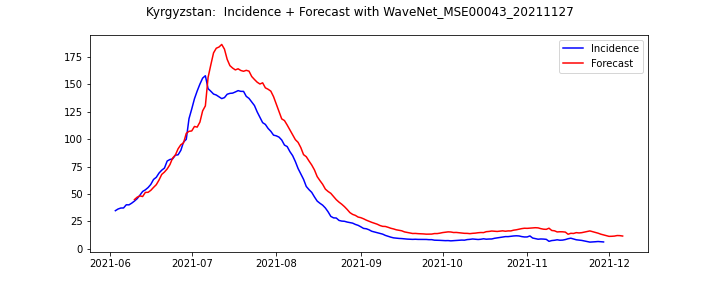 Kyrgyzstan:  Incidence + Forecast with WaveNet_MSE00043_20211127
Incidence
Forecast
175
150
125
100
75
50
25
0
2021-06 2021-07 2021-08 2021-09 2021-10 2021-11 2021-12